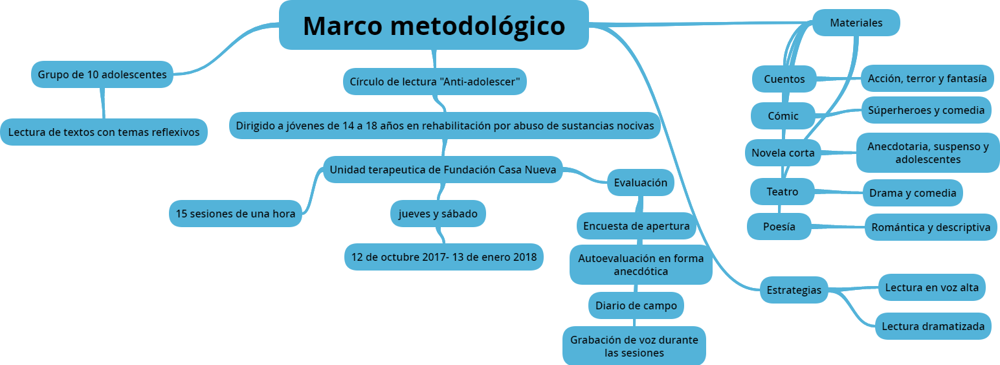 Marco metodológico
Grupo de 10 adolescentes
Lectura de textos con temas reflexivos
Círculo de lectura "Anti-adolescer"
Dirigido a jóvenes de 14 a 18 años en rehabilitación por abuso de sustancias nocivas
Unidad terapeutica de Fundación Casa Nueva
15 sesiones de una hora
jueves y sábado
12 de octubre 2017- 13 de enero 2018
Evaluación
Encuesta de apertura
Autoevaluación en forma
anecdótica
Diario de campo
Grabación de voz durante
las sesiones
Materiales
Cuentos
Acción, terror y fantasía
Cómic
Súperheroes y comedia
Novela corta
Anecdotaria, suspenso y
adolescentes
Teatro
Drama y comedia
Poesía
Romántica y descriptiva
Estrategias
Lectura en voz alta
Lectura dramatizada